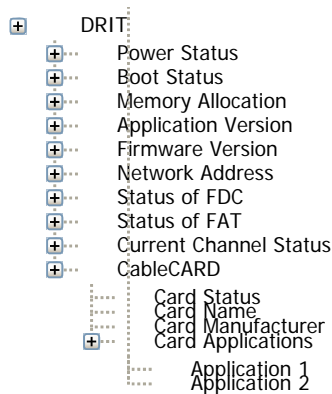 DRIT
Power Status
Boot Status
Memory Allocation
Application Version
Firmware Version
Network Address
Status of FDC
Status of FAT
Current Channel Status
CableCARD
Card Status
Card Name
Card Manufacturer
Card Applications
Application 1
Application 2